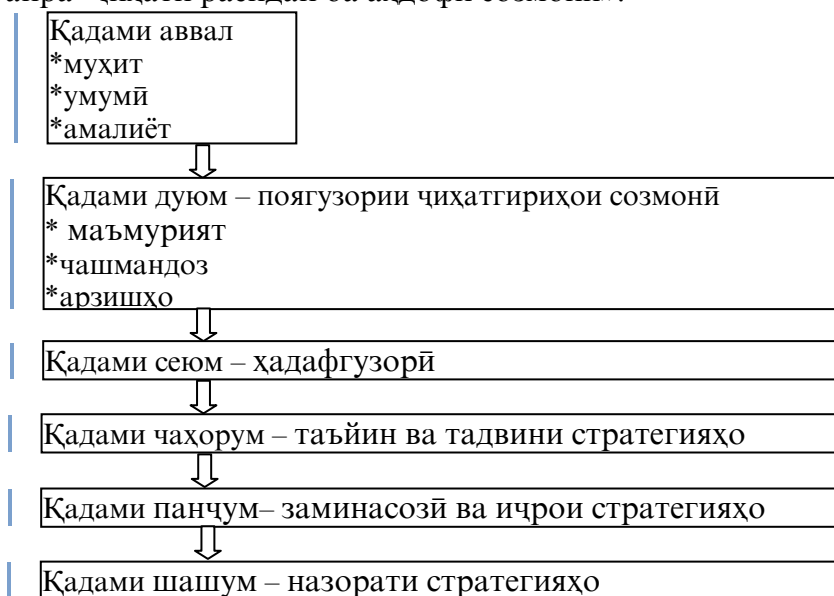 Қадами аввал
*муҳит
*умумӣ
*амалиёт
Қадами дуюм – поягузории ҷиҳатгириҳои созмонӣ
* маъмурият
*чашмандоз
*арзишҳо
Қадами сеюм – ҳадафгузорӣ
Қадами чаҳорум – таъйин ва тадвини стратегияҳо
Қадами панҷум– заминасозӣ ва иҷрои стратегияҳо
Қадами шашум – назорати стратегияҳо